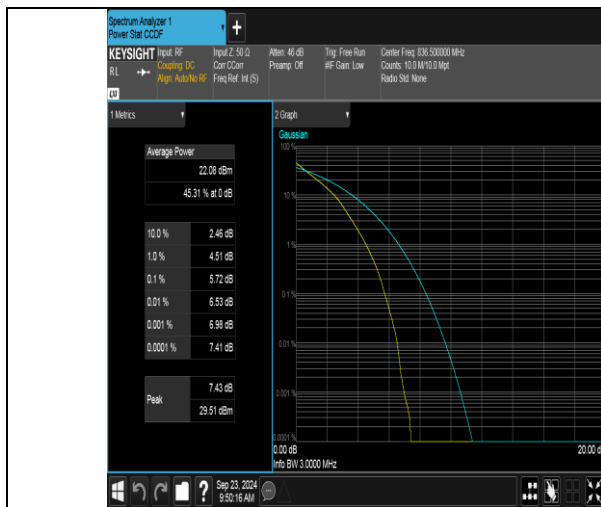 Spectrum Analyzer 1
Power Stat CCDF
+
KEYSIGHT
RL
Input: RF
Coupling: DC
Align: Auto/No RF
Input Z: 50 Ω
Corr CCorr
Freq Ref: Int (S)
Atten: 46 dB
Preamp: Off
Trig: Free Run
#IF Gain: Low
Center Freq: 836.500000 MHz
Counts: 10.0 M/10.0 Mpt
Radio Std: None
1 Metrics
Average Power
22.08 dBm
45.31 % at 0 dB
10.0 % 2.46 dB
1.0 % 4.51 dB
0.1 % 5.72 dB
0.01 % 6.53 dB
0.001 % 6.98 dB
0.0001 % 7.41 dB
Peak
7.43 dB
29.51 dBm
2 Graph
Gaussian
100 %
10 %
1 %
0.1 %
0.01 %
0.001 %
0.0001 %
0.00 dB
20.00 dB
Info BW 3.0000 MHz
?
Sep 23, 2024
9:50:16 AM